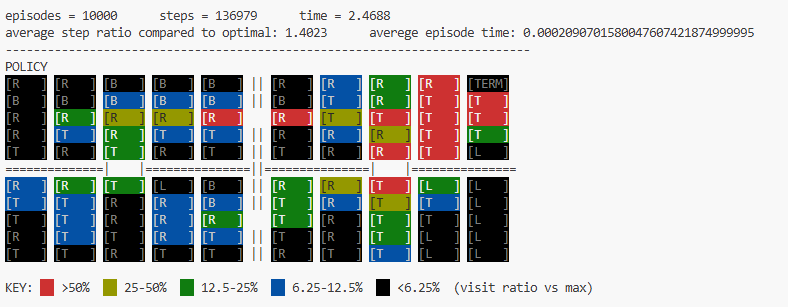 episodes = 10000 steps = 136979 time = 2.4688
average step ratio compared to optimal: 1.4023 averege episode time: 0.0002090701580047607421874999995
---------------------------------------------------------------------------
POLICY
[R ] [R ] [B ] [B ] [B ] || [R ] [R ] [R ] [R ] [TERM]
[B ] [B ] [B ] [B ] [B ] || [R ] [T ] [R ] [T ] [T ]
[R ] [R ] [R ] [R ] [R ] [R ] [T ] [T ] [T ] [T ]
[R ] [T ] [R ] [T ] [T ] || [R ] [R ] [R ] [T ] [T ]
[T ] [R ] [T ] [R ] [T ] || [T ] [R ] [R ] [T ] [L ]
==============| |==============||==============| |==============
[R ] [R ] [T ] [L ] [B ] || [R ] [R ] [T ] [L ] [L ]
[T ] [T ] [R ] [R ] [B ] || [T ] [R ] [T ] [T ] [L ]
[T ] [T ] [R ] [R ] [R ] [T ] [R ] [T ] [T ] [L ]
[R ] [T ] [R ] [R ] [T ] || [T ] [R ] [T ] [L ] [L ]
[T ] [T ] [R ] [T ] [T ] || [R ] [R ] [T ] [L ] [L ]
KEY: >50% 25-50% 12.5-25% 6.25-12.5% <6.25% (visit ratio vs max)